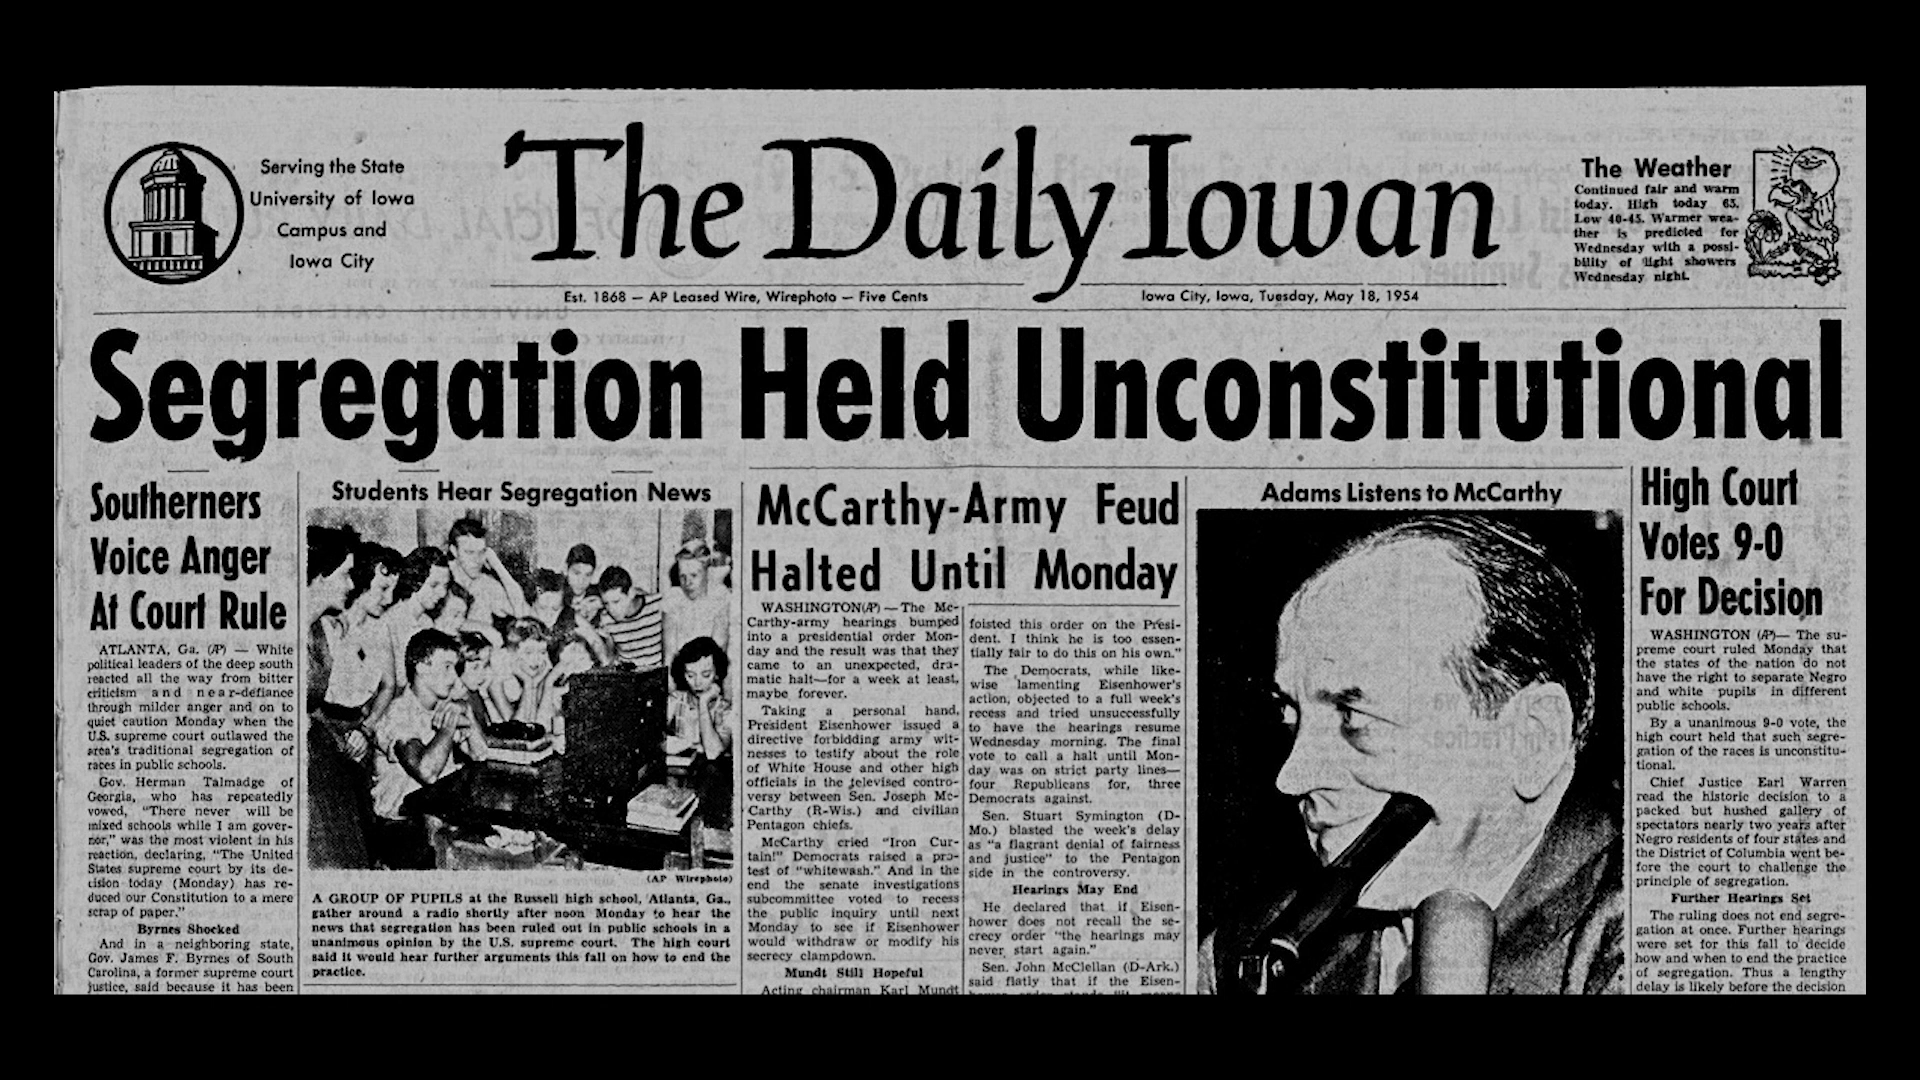 Serving the State
University of Iowa
Campus and
Iowa City
The Daily Iowan
The Weather
Continued fair and warm
today. High today 65.
Low 40-45. Warmer wea-
ther is predicted for
Wednesday with a possi-
bility of light showers
Wednesday night.
Est. 1868 — AP Leased Wire, Wirephoto — Five Cents
Iowa City, Iowa, Tuesday, May 18, 1954
Segregation Held Unconstitutional
Southerners
Voice Anger
At Court Rule
ATLANTA, Ga. (AP) — White
political leaders of the deep south
reacted all the way from bitter
criticism and near-defiance
through milder anger and on to
quiet caution Monday when the
U.S. supreme court outlawed the
area's traditional segregation of
races in public schools.
Gov. Herman Talmadge of
Georgia, who has repeatedly
vowed, "There never will be
mixed schools while I am gover-
nor," was the most violent in his
reaction, declaring, "The United
States supreme court by its de-
cision today (Monday) has re-
duced our Constitution to a mere
scrap of paper."
Byrnes Shocked
And in a neighboring state,
Gov. James F. Byrnes of South
Carolina, a former supreme court
justice, said because it has been
Students Hear Segregation News
(AP Wirephoto)
A GROUP OF PUPILS at the Russell high school, Atlanta, Ga.,
gather around a radio shortly after noon Monday to hear the
news that segregation has been ruled out in public schools in a
unanimous opinion by the U.S. supreme court. The high court
said it would hear further arguments this fall on how to end the
practice.
McCarthy-Army Feud
Halted Until Monday
WASHINGTON (AP) — The Mc-
Carthy-army hearings bumped
into a presidential order Mon-
day and the result was that they
came to an unexpected, dra-
matic halt—for a week at least,
maybe forever.
Taking a personal hand,
President Eisenhower issued a
directive forbidding army wit-
nesses to testify about the role
of White House and other high
officials in the televised contro-
versy between Sen. Joseph Mc-
Carthy (R-Wis.) and civilian
Pentagon chiefs.
McCarthy cried "Iron Cur-
tain!" Democrats raised a pro-
test of "whitewash." And in the
end the senate investigations
subcommittee voted to recess
the public inquiry until next
Monday to see if Eisenhower
would withdraw or modify his
secrecy clampdown.
Mundt Still Hopeful
Acting chairman Karl Mundt
foisted this order on the Presi-
dent. I think he is too essen-
tially fair to do this on his own."
The Democrats, while like-
wise lamenting Eisenhower's
action, objected to a full week's
recess and tried unsuccessfully
to have the hearings resume
Wednesday morning. The final
vote to call a halt until Mon-
day was on strict party lines—
four Republicans for, three
Democrats against.
Sen. Stuart Symington (D-
Mo.) blasted the week's delay
as "a flagrant denial of fairness
and justice" to the Pentagon
side in the controversy.
Hearings May End
He declared that if Eisen-
hower does not recall the se-
crecy order "the hearings may
never start again."
Sen. John McClellan (D-Ark.)
said flatly that if the Eisen-
Adams Listens to McCarthy
High Court
Votes 9-0
For Decision
WASHINGTON (AP)— The su-
preme court ruled Monday that
the states of the nation do not
have the right to separate Negro
and white pupils in different
public schools.
By a unanimous 9-0 vote, the
high court held that such segre-
gation of the races is unconstitu-
tional.
Chief Justice Earl Warren
read the historic decision to a
packed but hushed gallery of
spectators nearly two years after
Negro residents of four states and
the District of Columbia went be-
fore the court to challenge the
principle of segregation.
Further Hearings Set
The ruling does not end segre-
gation at once. Further hearings
were set for this fall to decide
how and when to end the practice
of segregation. Thus a lengthy
delay is likely before the decision